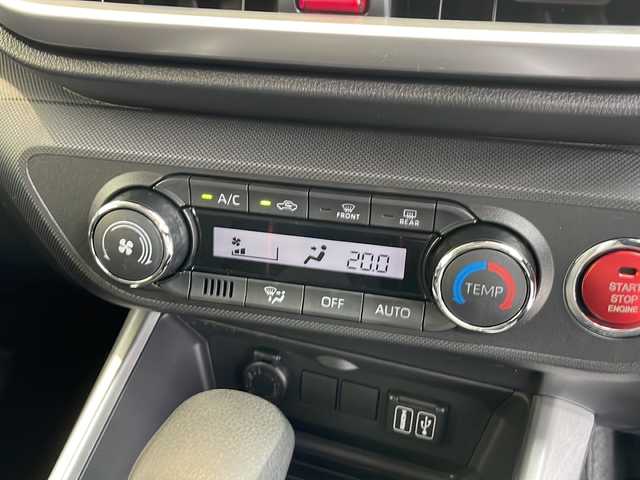 A/C
FRONT
REAR
20.0
OFF
AUTO
TEMP
START
STOP
ENGINE